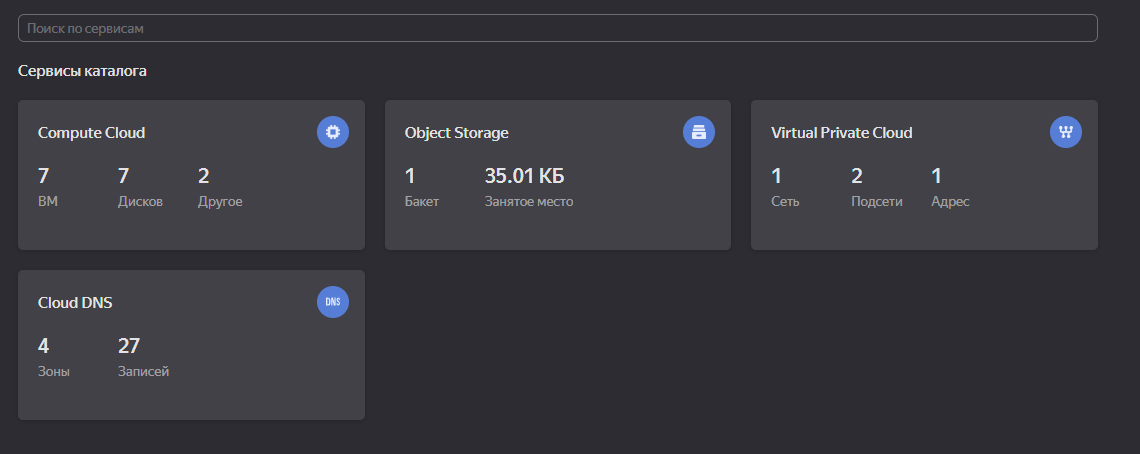 Поиск по сервисам
Сервисы каталога
Compute Cloud
7 7 2
ВМ Дисков Другое
Object Storage
1 35.01 КБ
Бакет Занятое место
Virtual Private Cloud
1 2 1
Сеть Подсети Адрес
Cloud DNS
DNS
4 27
Зоны Записей